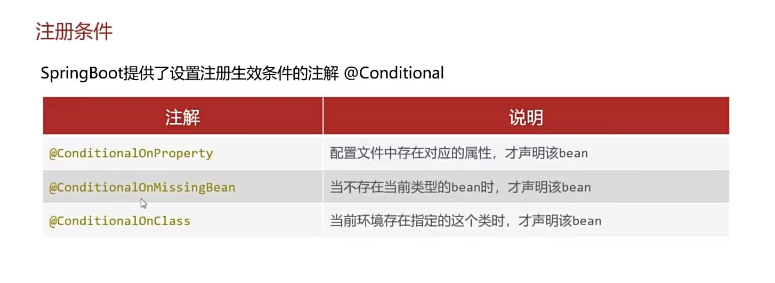 注册条件
SpringBoot提供了设置注册生效条件的注解 @Conditional
注解 说明
@ConditionalOnProperty 配置文件中存在对应的属性，才声明该bean
@ConditionalOnMissingBean 当不存在当前类型的bean时，才声明该bean
@ConditionalOnClass 当前环境存在指定的这个类时，才声明该bean